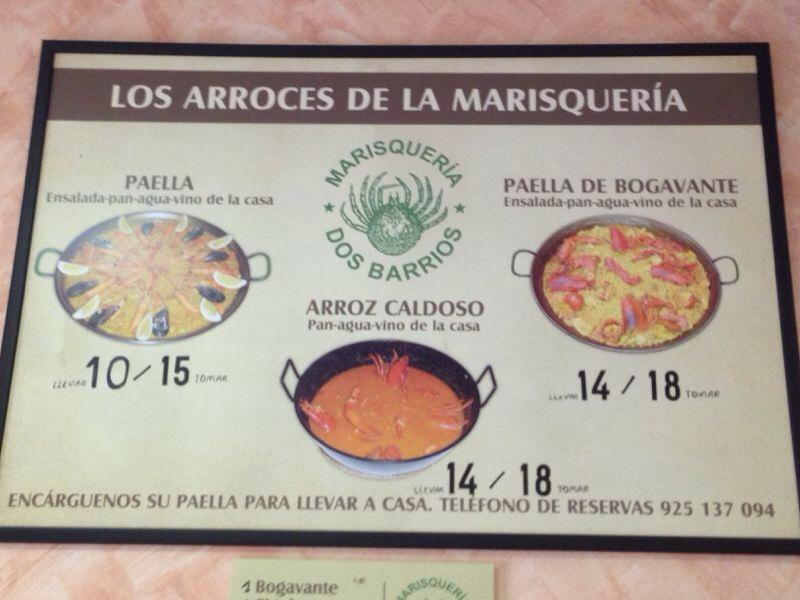 LOS ARROCES DE LA MARISQUERÍA
PAELLA
Ensalada-pan-agua-vino de la casa
LLEVAR 10 / 15 TOMAR
MARISQUERÍA
★ ★
DOS BARRIOS
ARROZ CALDOSO
Pan-agua-vino de la casa
LLEVAR 14 / 18 TOMAR
PAELLA DE BOGAVANTE
Ensalada-pan-agua-vino de la casa
LLEVAR 14 / 18 TOMAR
ENCÁRGUENOS SU PAELLA PARA LLEVAR A CASA. TELÉFONO DE RESERVAS 925 137 094
1 Bogavante
MARISQUERÍA